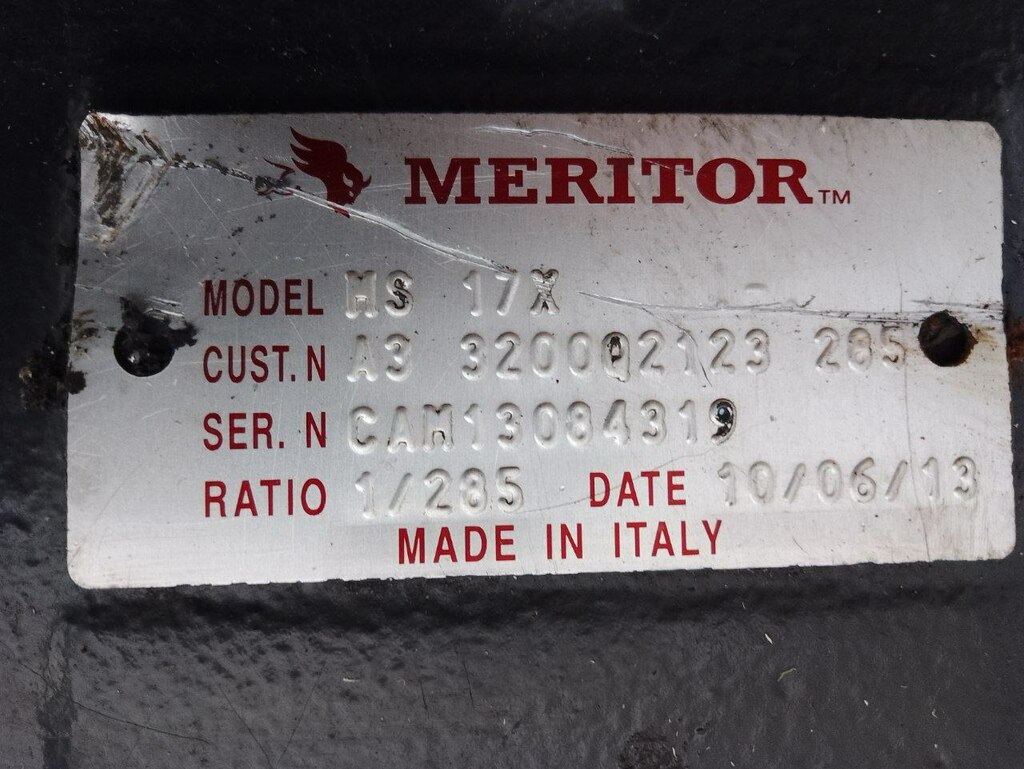 MERITOR™
MODEL MS 17X
CUST. N A3 3200002123 285
SER. N CAM13084319
RATIO 1/285 DATE 10/06/13
MADE IN ITALY